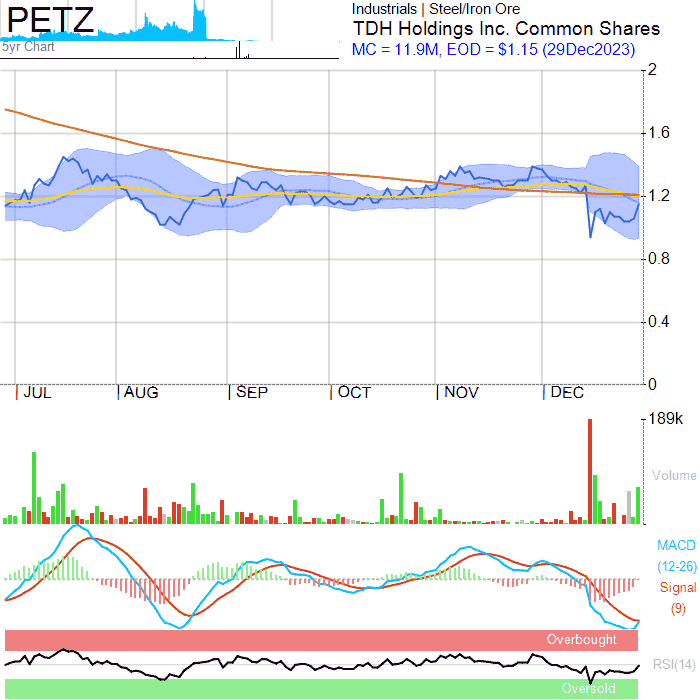 PETZ
5yr Chart
Industrials | Steel/Iron Ore
TDH Holdings Inc. Common Shares
MC = 11.9M, EOD = $1.15 (29Dec2023)
2
1.6
1.2
0.8
0.4
0
JUL AUG SEP OCT NOV DEC
189k
Volume
MACD
(12-26)
Signal
(9)
Overbought
RSI(14)
Oversold